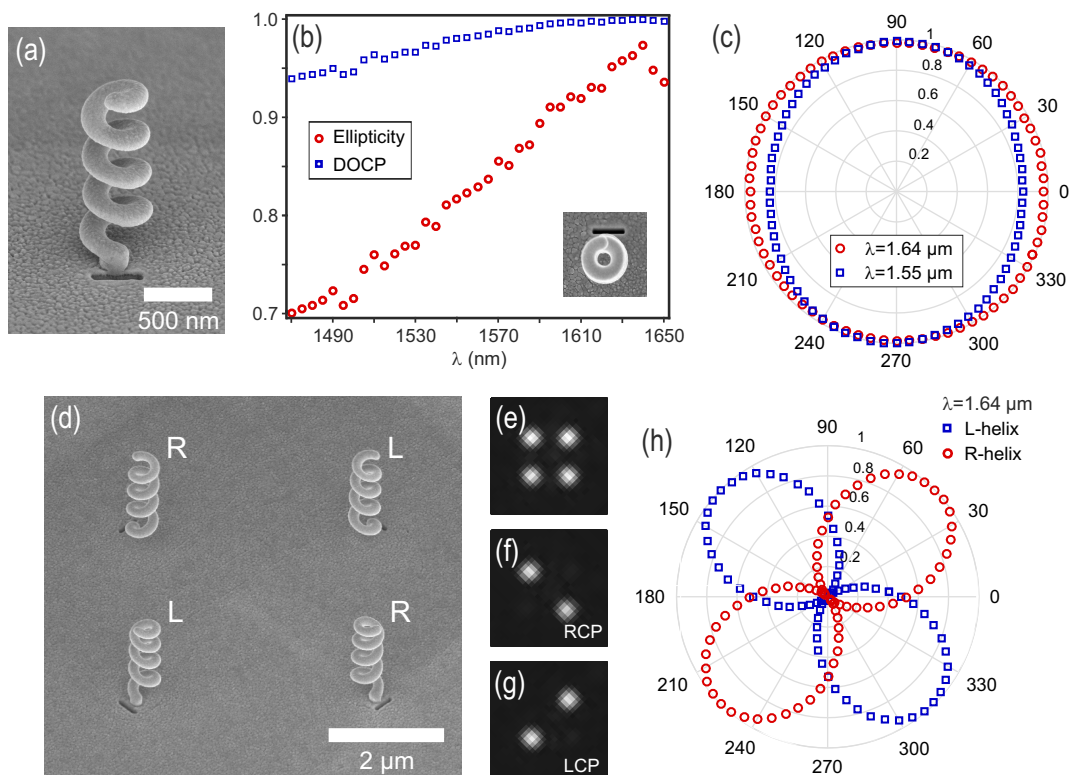 (a)
500 nm
(b)
1.0
0.9
0.8
0.7
Ellipticity
DOCP
1490
1530
1570
1610
1650
λ (nm)
(c)
90
120
60
150
30
180
0
210
330
240
300
270
1
0.8
0.6
0.4
0.2
λ=1.64 μm
λ=1.55 μm
(d)
R
L
L
R
2 μm
(e)
(f)
RCP
(g)
LCP
(h)
λ=1.64 μm
L-helix
R-helix
90
120
60
150
30
180
0
210
330
240
300
270
1
0.8
0.6
0.4
0.2